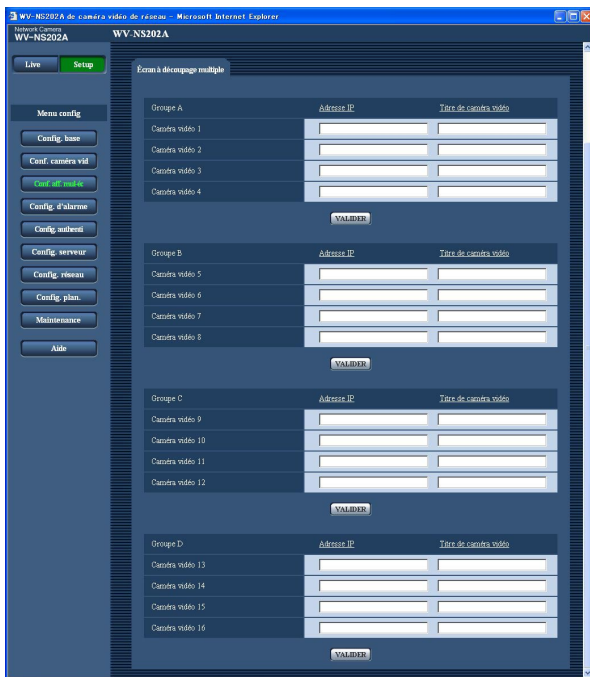 WV-NS202A de caméra vidéo de réseau - Microsoft Internet Explorer
Network Camera
WV-NS202A
WV-NS202A
Live
Setup
Menu config
Config. base
Conf. caméra vid
Conf. aff. mul-éc
Config. d'alarme
Config. authenti
Config. serveur
Config. réseau
Config. plan.
Maintenance
Aide
Écran à découpage multiple
Groupe A Adresse IP Titre de caméra vidéo
Caméra vidéo 1
Caméra vidéo 2
Caméra vidéo 3
Caméra vidéo 4
VALIDER
Groupe B Adresse IP Titre de caméra vidéo
Caméra vidéo 5
Caméra vidéo 6
Caméra vidéo 7
Caméra vidéo 8
VALIDER
Groupe C Adresse IP Titre de caméra vidéo
Caméra vidéo 9
Caméra vidéo 10
Caméra vidéo 11
Caméra vidéo 12
VALIDER
Groupe D Adresse IP Titre de caméra vidéo
Caméra vidéo 13
Caméra vidéo 14
Caméra vidéo 15
Caméra vidéo 16
VALIDER